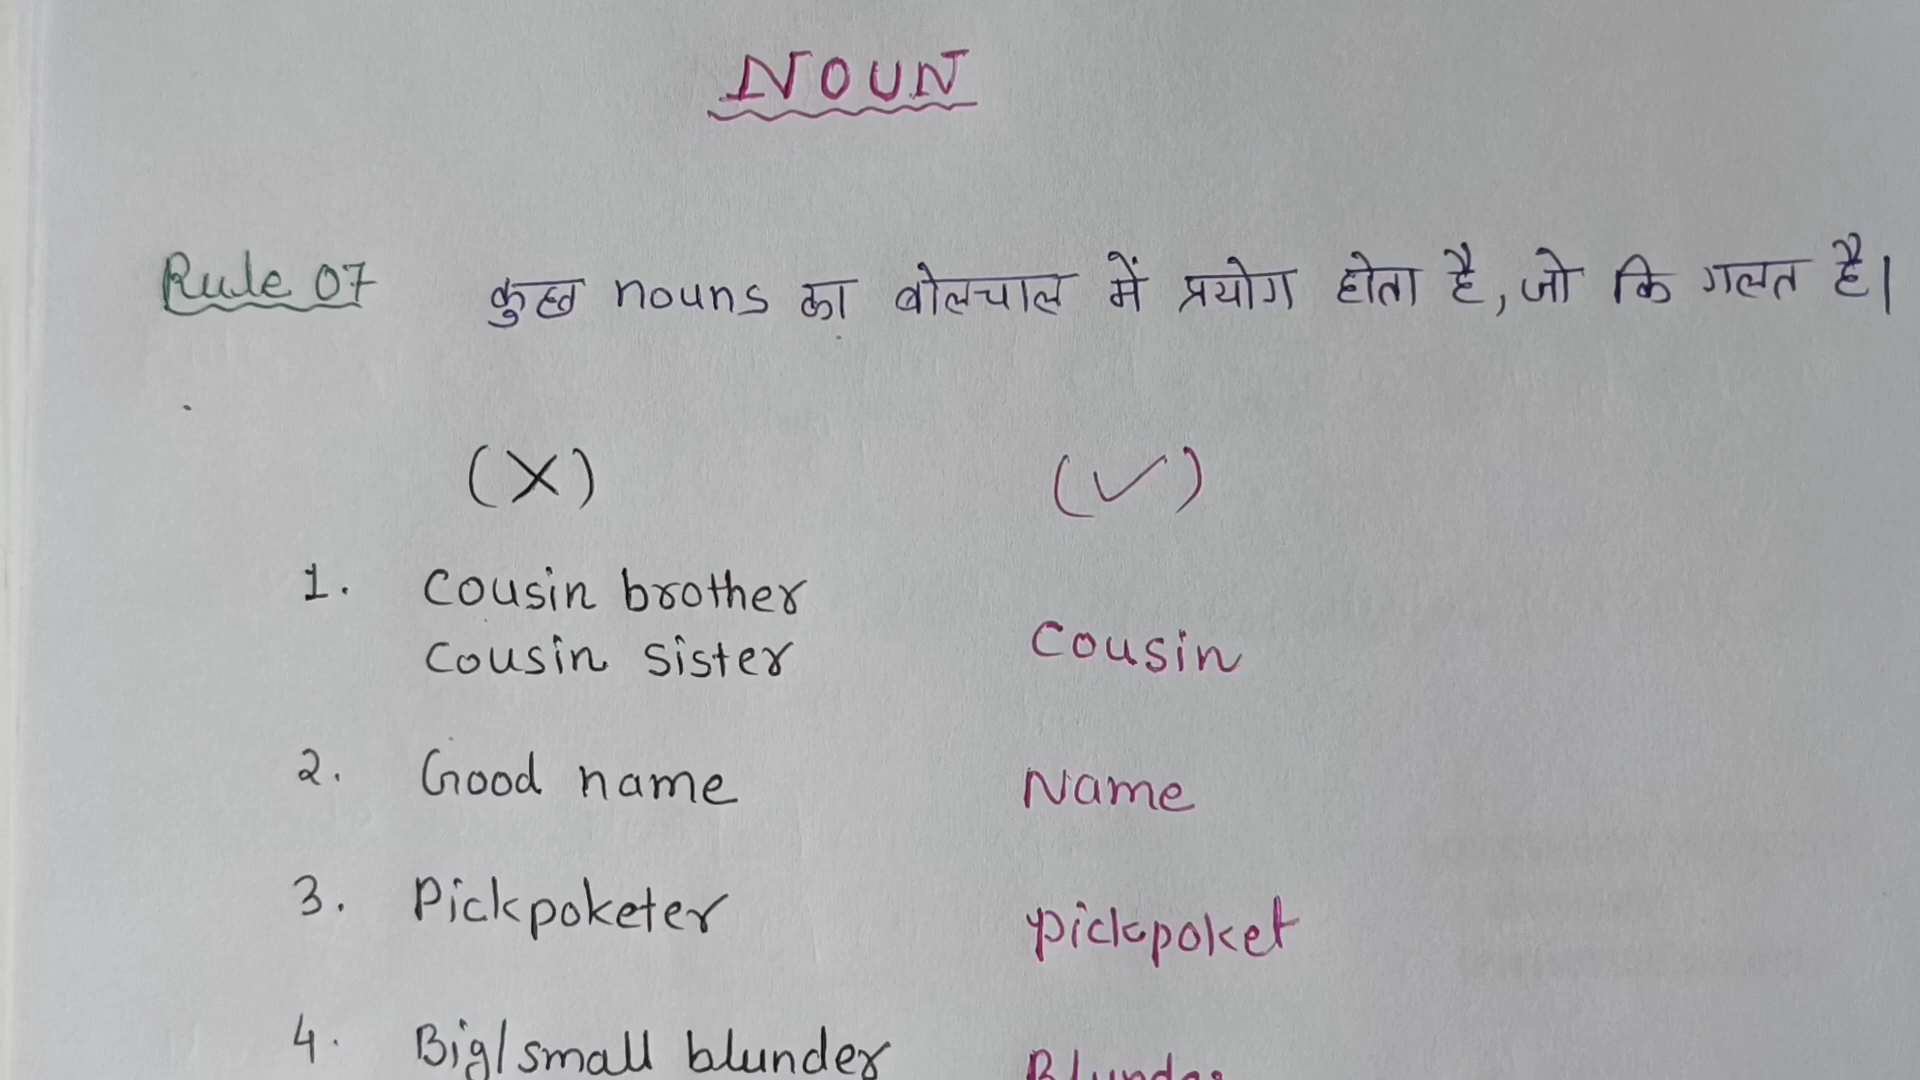 NOUN
Rule 07 कुछ nouns का बोलचाल में प्रयोग होता है, जो कि गलत है।
(X) (✓)
1. Cousin brother
Cousin sister Cousin
2. Good name Name
3. Pickpoketer Pickpoket
4. Big/small blunder Blunder